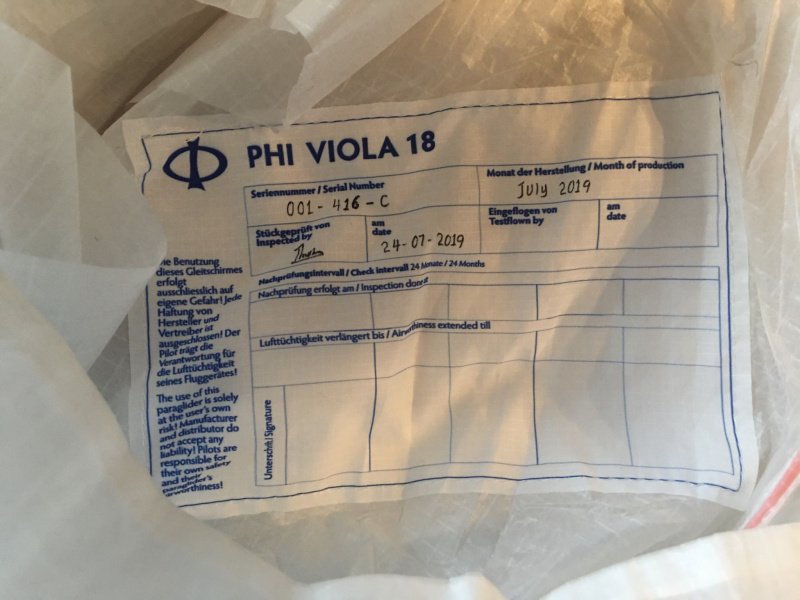 PHI VIOLA 18
Seriennummer / Serial Number
001 - 416 - C
Monat der Herstellung / Month of production
July 2019
Stückgeprüft von
Inspected by
am
date
24-07-2019
Eingeflogen von
Testflown by
am
date
Nachprüfungsintervall / Check Intervall 24 Monate / 24 Months
Nachprüfung erfolgt am / Inspection done
Lufttüchtigkeit verlängert bis / extended till
Unterschrift / Signature
Benutzung
dieses Gleitschirmes
erfolgt
ausschliesslich auf
eigene Gefahr! Jede
Haftung von
Hersteller und
Vertreiber ist
ausgeschlossen! Der
Pilot trägt die
Verantwortung für
die Lufttüchtigkeit
seines Fluggerätes!
The use of this
paraglider is solely
at the user's own
risk! Manufacturer
and distributor do
not accept any
liability! Pilots are
responsible for
their own safety
and their
paraglider's